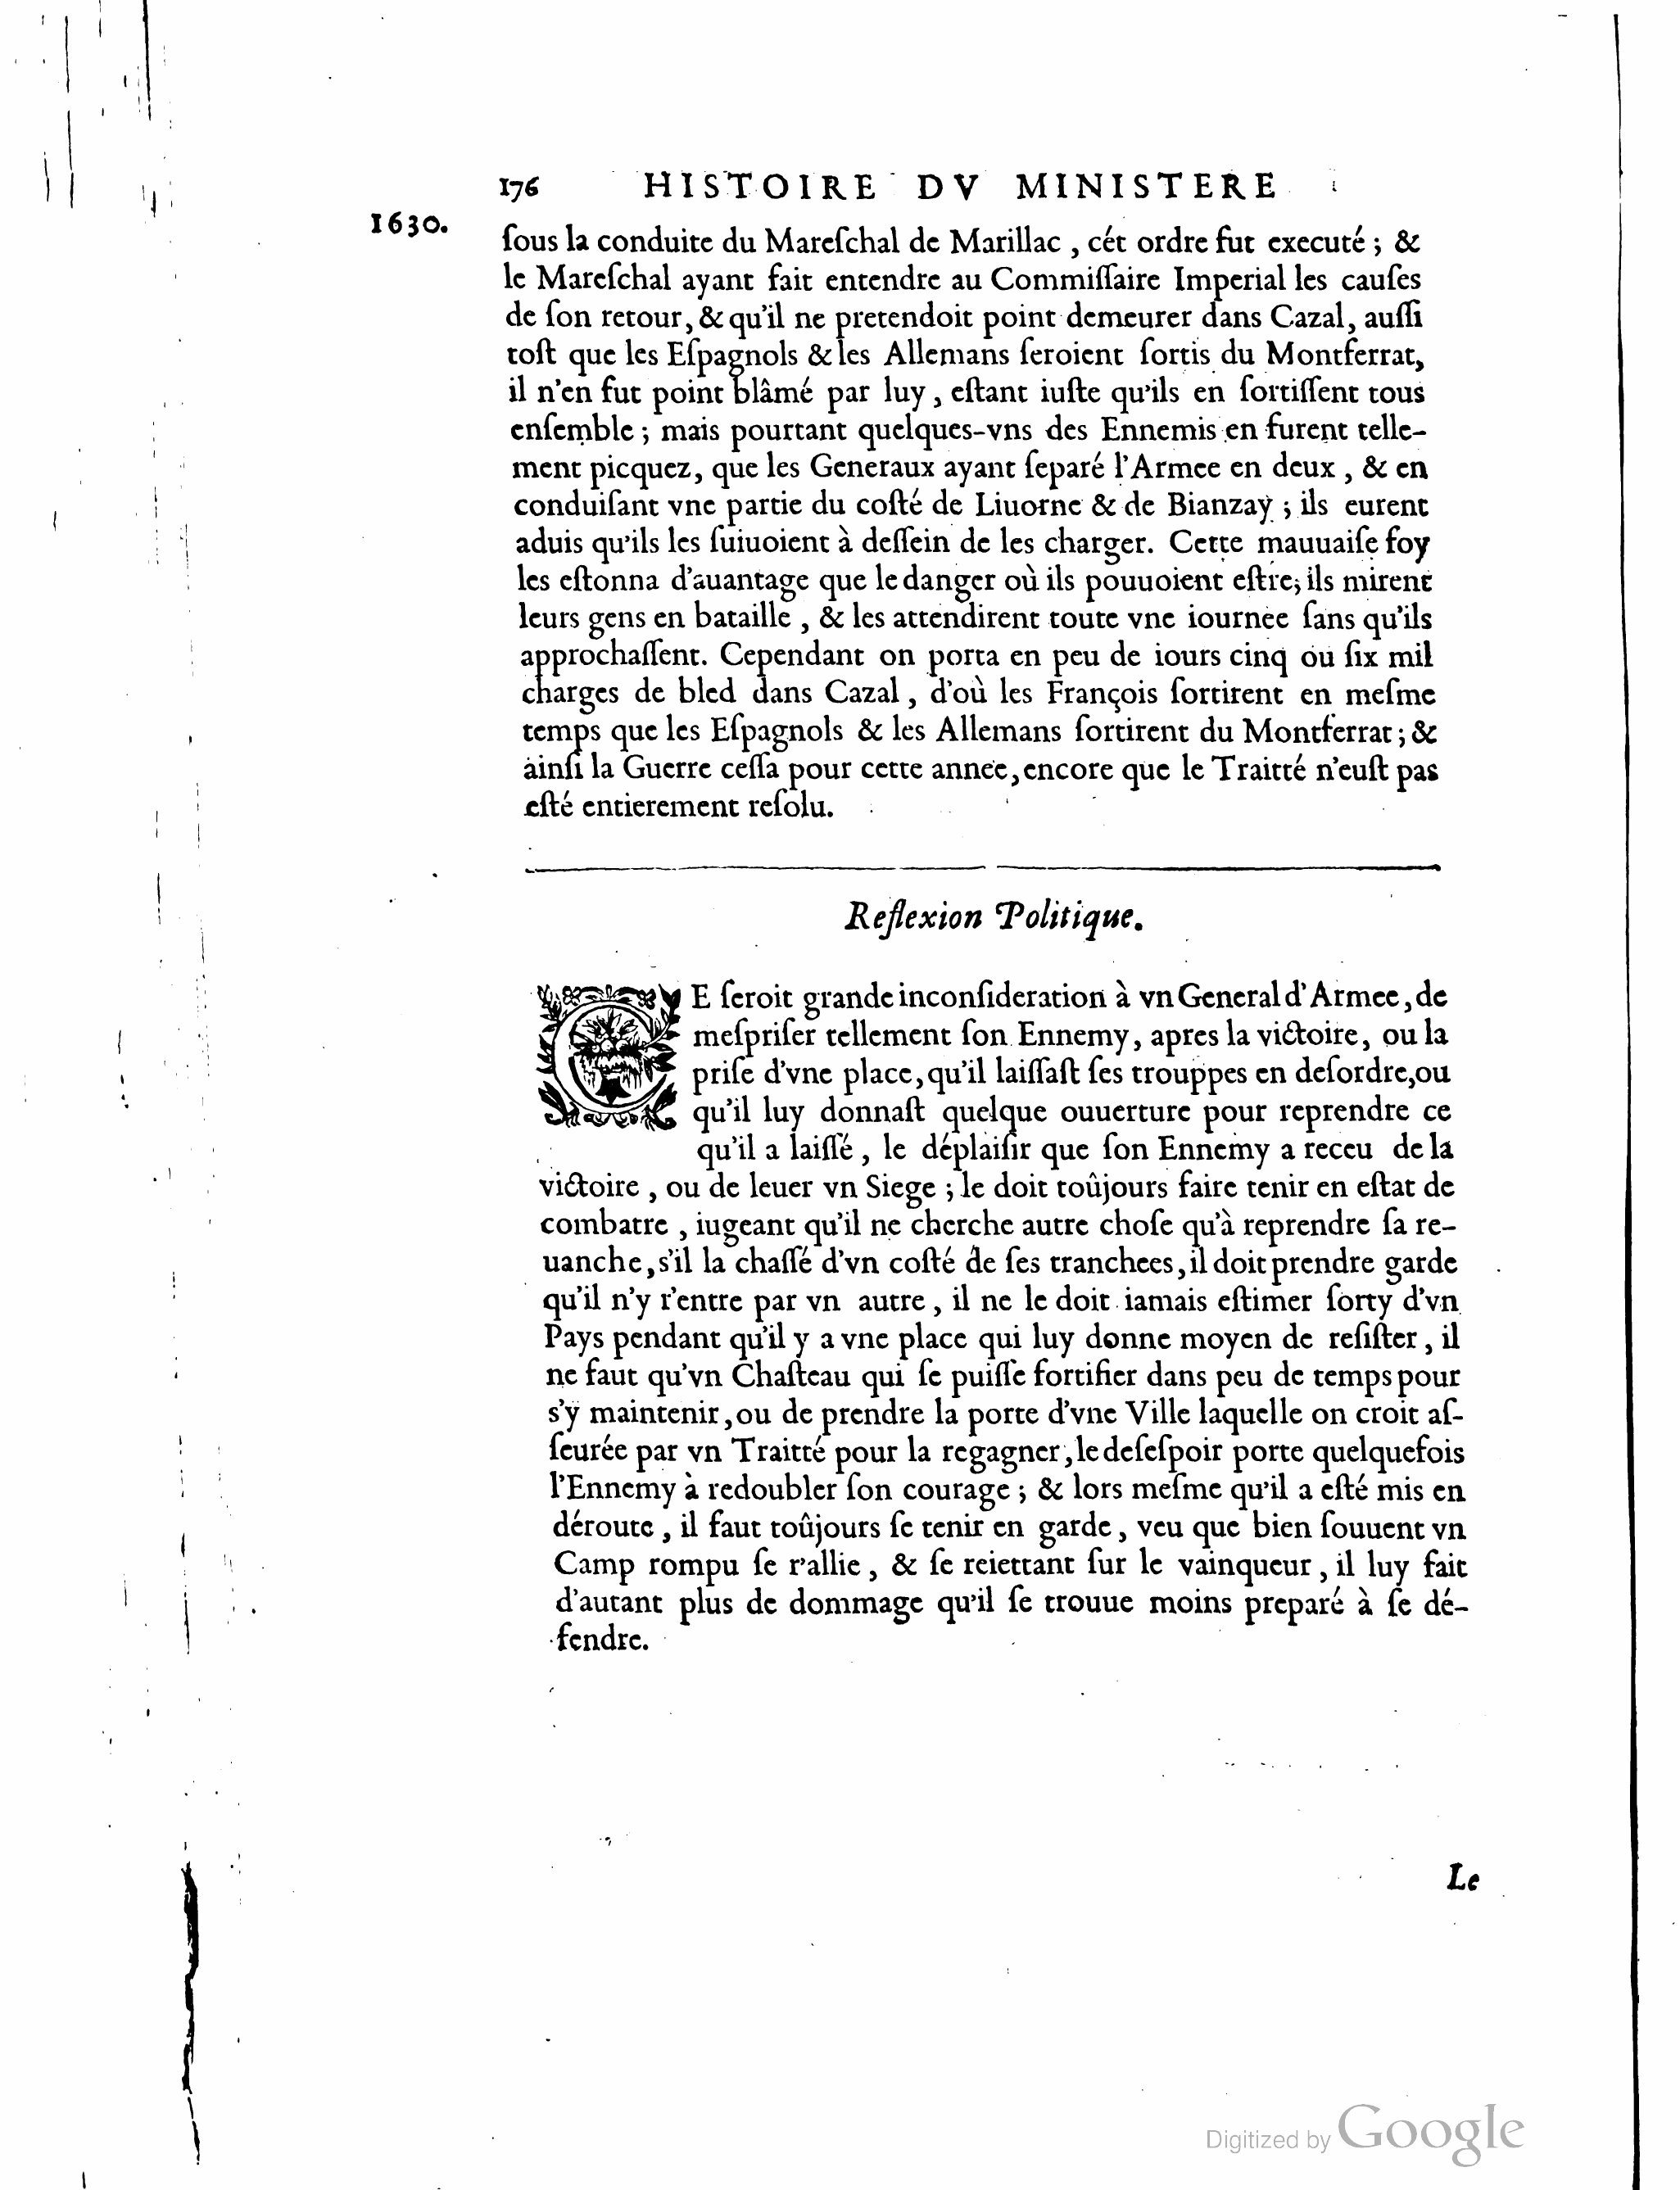 176 HISTOIRE DV MINISTERE
1630.
ſous la conduite du Mareſchal de Marillac , cét ordre fut executé ; &
le Mareſchal ayant fait entendre au Commiſſaire Imperial les cauſes
de ſon retour, & qu'il ne pretendoit point demeurer dans Cazal, auſſi
toſt que les Eſpagnols & les Allemans ſeroient ſortis du Montferrat,
il n'en fut point blâmé par luy , eſtant iuſte qu'ils en ſortiſſent tous
enſemble ; mais pourtant quelques-vns des Ennemis en furent telle-
ment picquez, que les Generaux ayant ſeparé l'Armee en deux , & en
conduiſant vne partie du coſté de Liuorne & de Bianzay ; ils eurent
aduis qu'ils les ſuiuoient à deſſein de les charger. Cette mauuaiſe foy
les eſtonna d'auantage que le danger où ils pouuoient eſtre; ils mirent
leurs gens en bataille , & les attendirent toute vne iournee ſans qu'ils
approchaſſent. Cependant on porta en peu de iours cinq ou ſix mil
charges de bled dans Cazal , d'où les François ſortirent en meſme
temps que les Eſpagnols & les Allemans ſortirent du Montferrat ; &
ainſi la Guerre ceſſa pour cette annee, encore que le Traitté n'euſt pas
eſté entierement reſolu.
Reflexion Politique.
CE ſeroit grande inconſideration à vn General d'Armee, de
meſpriſer tellement ſon Ennemy, apres la victoire, ou la
priſe d'vne place, qu'il laiſſaſt ſes trouppes en deſordre, ou
qu'il luy donnaſt quelque ouuerture pour reprendre ce
qu'il a laiſſé , le déplaiſir que ſon Ennemy a receu de la
victoire , ou de leuer vn Siege ; le doit toûjours faire tenir en eſtat de
combatre , iugeant qu'il ne cherche autre choſe qu'à reprendre ſa re-
uanche, s'il la chaſſé d'vn coſté de ſes tranchees, il doit prendre garde
qu'il n'y r'entre par vn autre , il ne le doit iamais eſtimer ſorty d'vn
Pays pendant qu'il y a vne place qui luy donne moyen de reſiſter , il
ne faut qu'vn Chaſteau qui ſe puiſſe fortifier dans peu de temps pour
s'y maintenir, ou de prendre la porte d'vne Ville laquelle on croit aſ-
ſeurée par vn Traitté pour la regagner, le deſeſpoir porte quelquefois
l'Ennemy à redoubler ſon courage ; & lors meſme qu'il a eſté mis en
déroute , il faut toûjours ſe tenir en garde , veu que bien ſouuent vn
Camp rompu ſe r'allie , & ſe reiettant ſur le vainqueur , il luy fait
d'autant plus de dommage qu'il ſe trouue moins preparé à ſe dé-
fendre.
Le
Digitized by Google